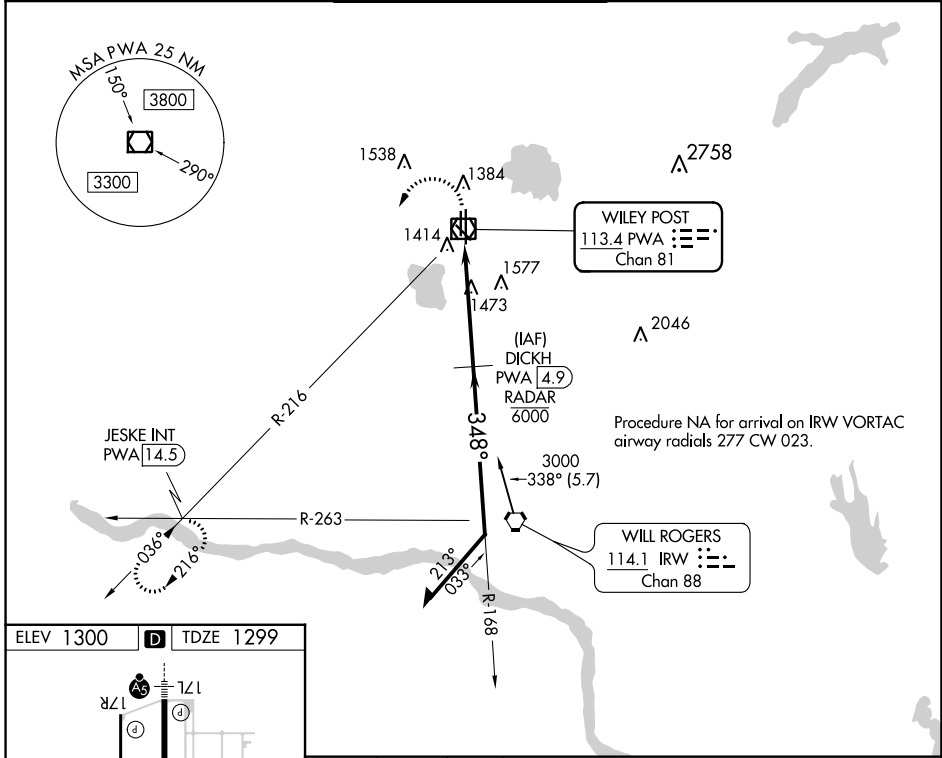 MSA PWA 25 NM
150°
3800
290°
3300
1538
1384
2758
1414
WILEY POST
113.4 PWA
Chan 81
1577
1473
2046
(IAF)
DICKH
PWA 4.9
RADAR
6000
R-216
348°
Procedure NA for arrival on IRW VORTAC
airway radials 277 CW 023.
JESKE INT
PWA 14.5
3000
338° (5.7)
R-263
WILL ROGERS
114.1 IRW
Chan 88
036°
216°
213°
033°
R-168
ELEV 1300 D TDZE 1299
A5
17L
17R
P
P